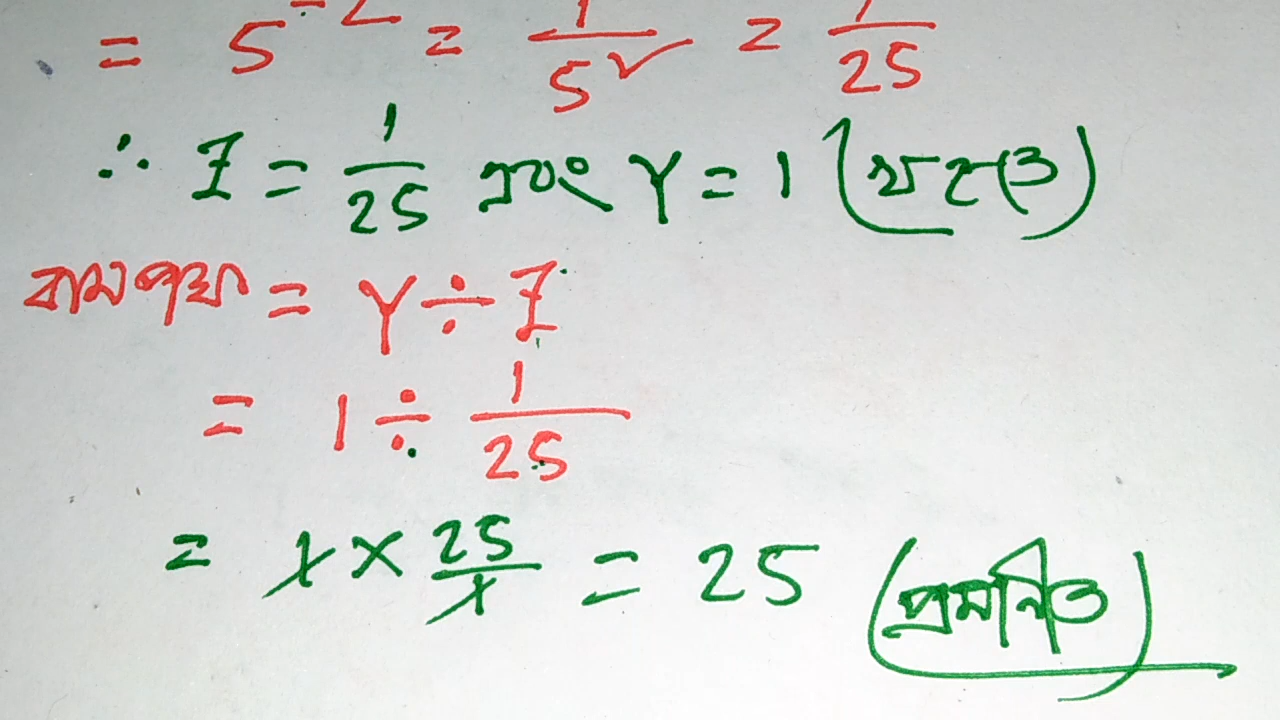 = 5⁻² = 1/5² = 1/25
∴ Z = 1/25 এবং Y = 1 (খ হতে)
বামপক্ষ = Y ÷ Z
= 1 ÷ 1/25
= 1 × 25/1 = 25 (প্রমানিত)